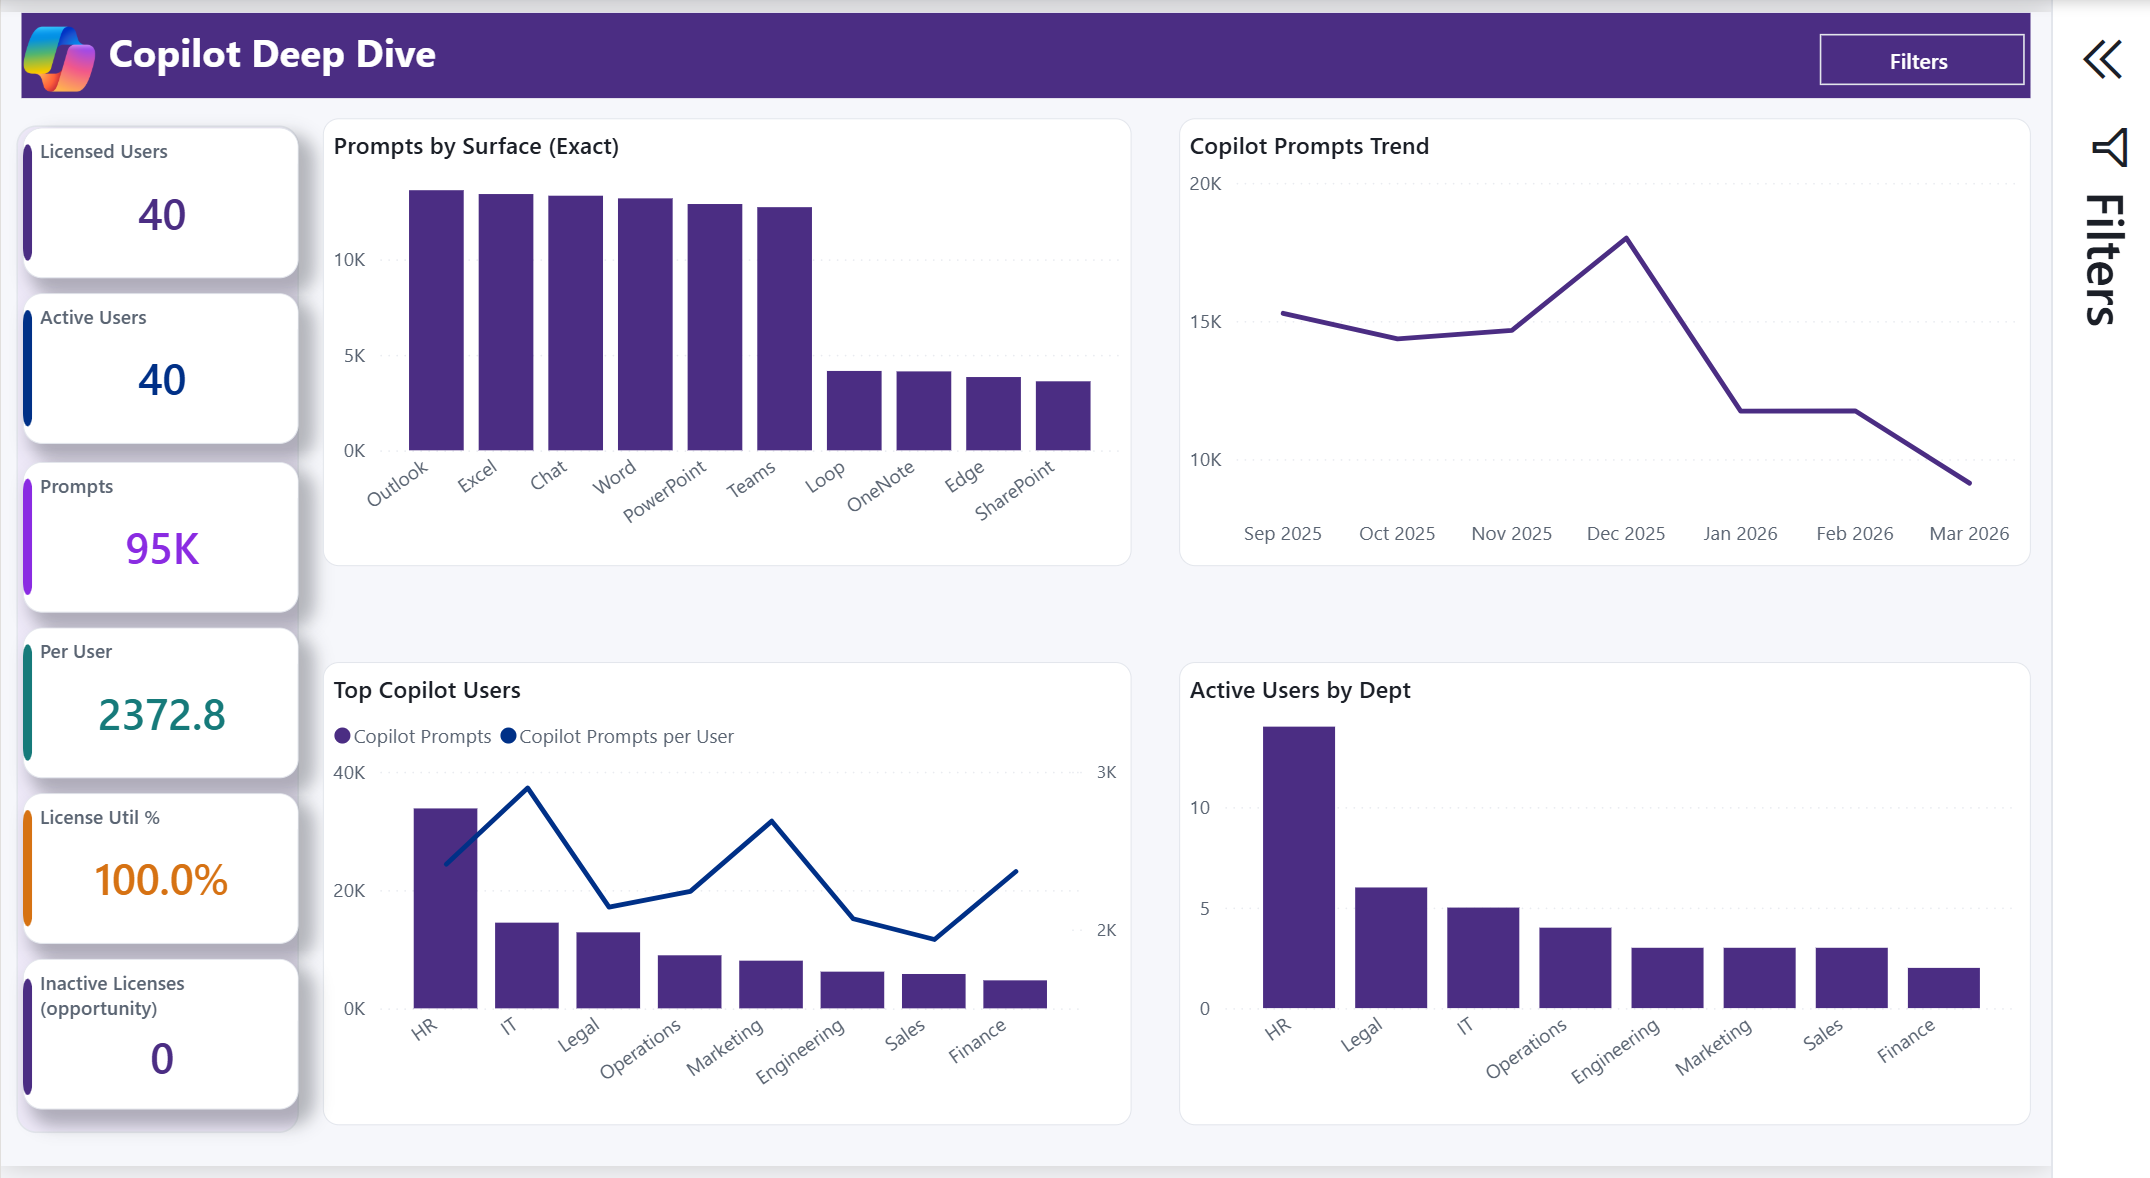 Copilot Deep Dive
Filters
Filters
Licensed Users
40
Active Users
40
Prompts
95K
Per User
2372.8
License Util %
100.0%
Inactive Licenses
(opportunity)
0
Prompts by Surface (Exact)
10K
5K
0K
Outlook
Excel
Chat
Word
PowerPoint
Teams
Loop
OneNote
Edge
SharePoint
Copilot Prompts Trend
20K
15K
10K
Sep 2025
Oct 2025
Nov 2025
Dec 2025
Jan 2026
Feb 2026
Mar 2026
Top Copilot Users
Copilot Prompts
Copilot Prompts per User
40K
20K
0K
3K
2K
HR
IT
Legal
Operations
Marketing
Engineering
Sales
Finance
Active Users by Dept
10
5
0
HR
Legal
IT
Operations
Engineering
Marketing
Sales
Finance